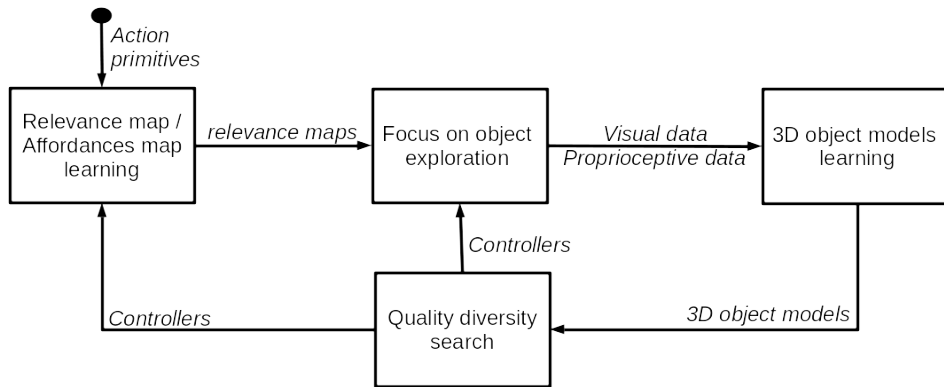 Action
primitives
Relevance map /
Affordances map
learning
relevance maps
Focus on object
exploration
Visual data
Proprioceptive data
3D object models
learning
Controllers
Controllers
Quality diversity
search
3D object models